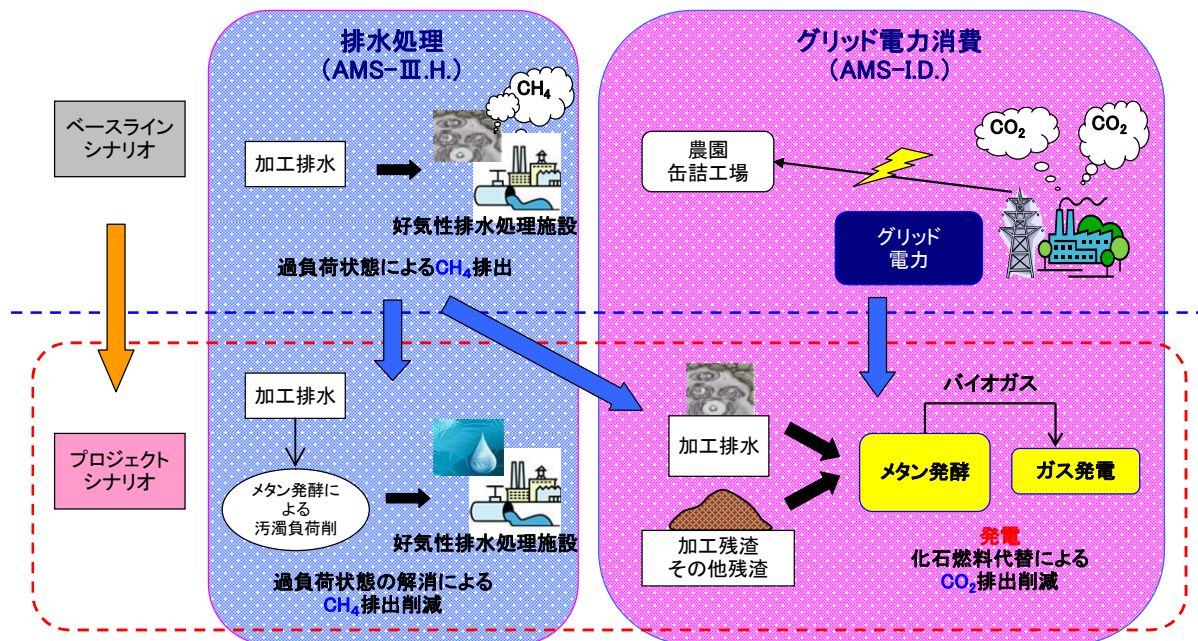 排水処理
(AMS-Ⅲ.H.)
グリッド電力消費
(AMS-I.D.)
ベースライン
シナリオ
CH₄
加工排水
好気性排水処理施設
過負荷状態によるCH₄排出
農園
缶詰工場
CO₂
CO₂
グリッド
電力
プロジェクト
シナリオ
加工排水
メタン発酵に
よる
汚濁負荷削
好気性排水処理施設
過負荷状態の解消による
CH₄排出削減
加工排水
加工残渣
その他残渣
バイオガス
メタン発酵
ガス発電
発電
化石燃料代替による
CO₂排出削減